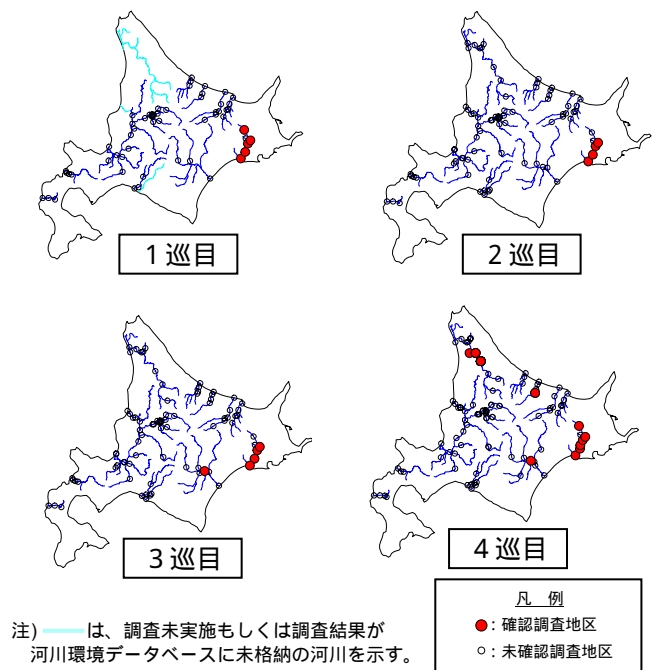 1巡目
2巡目
3巡目
4巡目
凡 例
：確認調査地区
：未確認調査地区
注) は、調査未実施もしくは調査結果が
河川環境データベースに未格納の河川を示す。